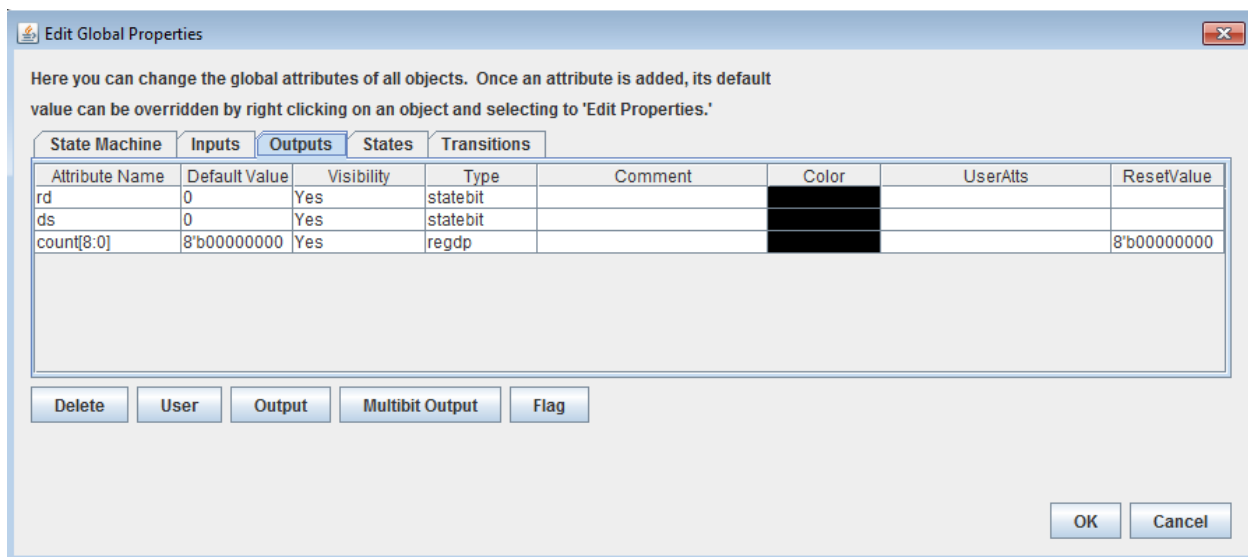 Edit Global Properties
Here you can change the global attributes of all objects. Once an attribute is added, its default
value can be overridden by right clicking on an object and selecting to 'Edit Properties.'
State Machine Inputs Outputs States Transitions
Attribute Name Default Value Visibility Type Comment Color UserAtts ResetValue
rd 0 Yes statebit
ds 0 Yes statebit
count[8:0] 8'b00000000 Yes regdp 8'b00000000
Delete User Output Multibit Output Flag
OK Cancel